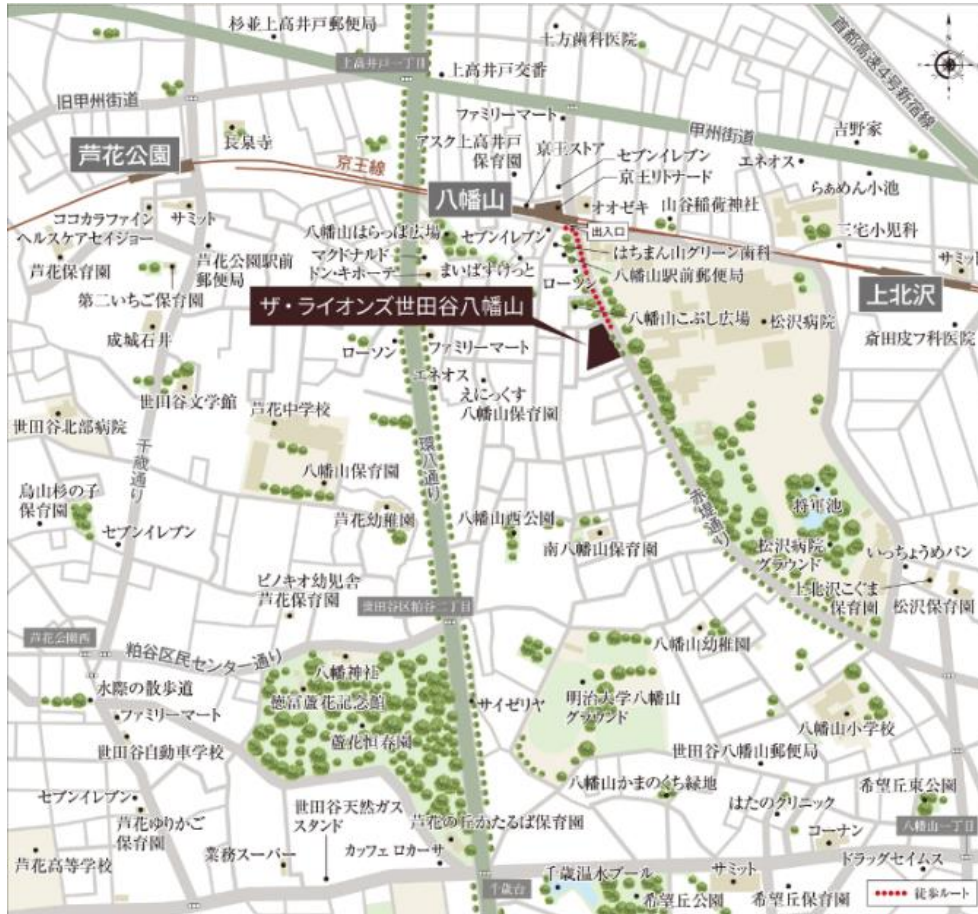 杉並上高井戸郵便局
十方歯科医院
首都高速4号新宿線
上高井戸一丁目
上高井戸交番
旧甲州街道
ファミリーマート
甲州街道
吉野家
長泉寺
アスク上高井戸
保育園
京王ストア
セブンイレブン
エネオス
芦花公園
京王線
京王リトナード
らぁめん小池
八幡山
オオゼキ
山谷稲荷神社
ココカラファイン
サミット
八幡山はらっぱ広場
セブンイレブン
出入口
三宅小児科
ヘルスケアセイジョー
芦花公園駅前
郵便局
マクドナルド
はちまん山グリーン歯科
サミット
芦花保育園
ドン・キホーテ
まいばすけっと
八幡山駅前郵便局
第二いちご保育園
ローソン
上北沢
ザ・ライオンズ世田谷八幡山
八幡山こぶし広場
松沢病院
成城石井
斎田皮フ科医院
ローソン
ファミリーマート
エネオス
えにっくす
八幡山保育園
世田谷文学館
芦花中学校
世田谷北部病院
千歳通り
環八通り
八幡山保育園
烏山杉の子
保育園
将軍池
芦花幼稚園
八幡山西公園
赤堤通り
セブンイレブン
南八幡山保育園
松沢病院
グラウンド
いっちょうめパン
ピノキオ幼児舎
芦花保育園
上北沢こぐま
保育園
松沢保育園
世田谷区粕谷二丁目
芦花公園西
粕谷区民センター通り
八幡山幼稚園
八幡神社
水際の散歩道
徳冨蘆花記念館
サイゼリヤ
明治大学八幡山
グラウンド
ファミリーマート
八幡山小学校
蘆花恒春園
世田谷自動車学校
世田谷八幡山郵便局
八幡山かまのくち緑地
希望丘東公園
セブンイレブン
世田谷天然ガス
スタンド
はたのクリニック
芦花ゆりかご
保育園
芦花の丘かたるぱ保育園
八幡山一丁目
コーナン
芦花高等学校
業務スーパー
カッフェ ロカーサ
ドラッグセイムス
千歳温水プール
サミット
千歳台
希望丘公園
希望丘保育園
徒歩ルート